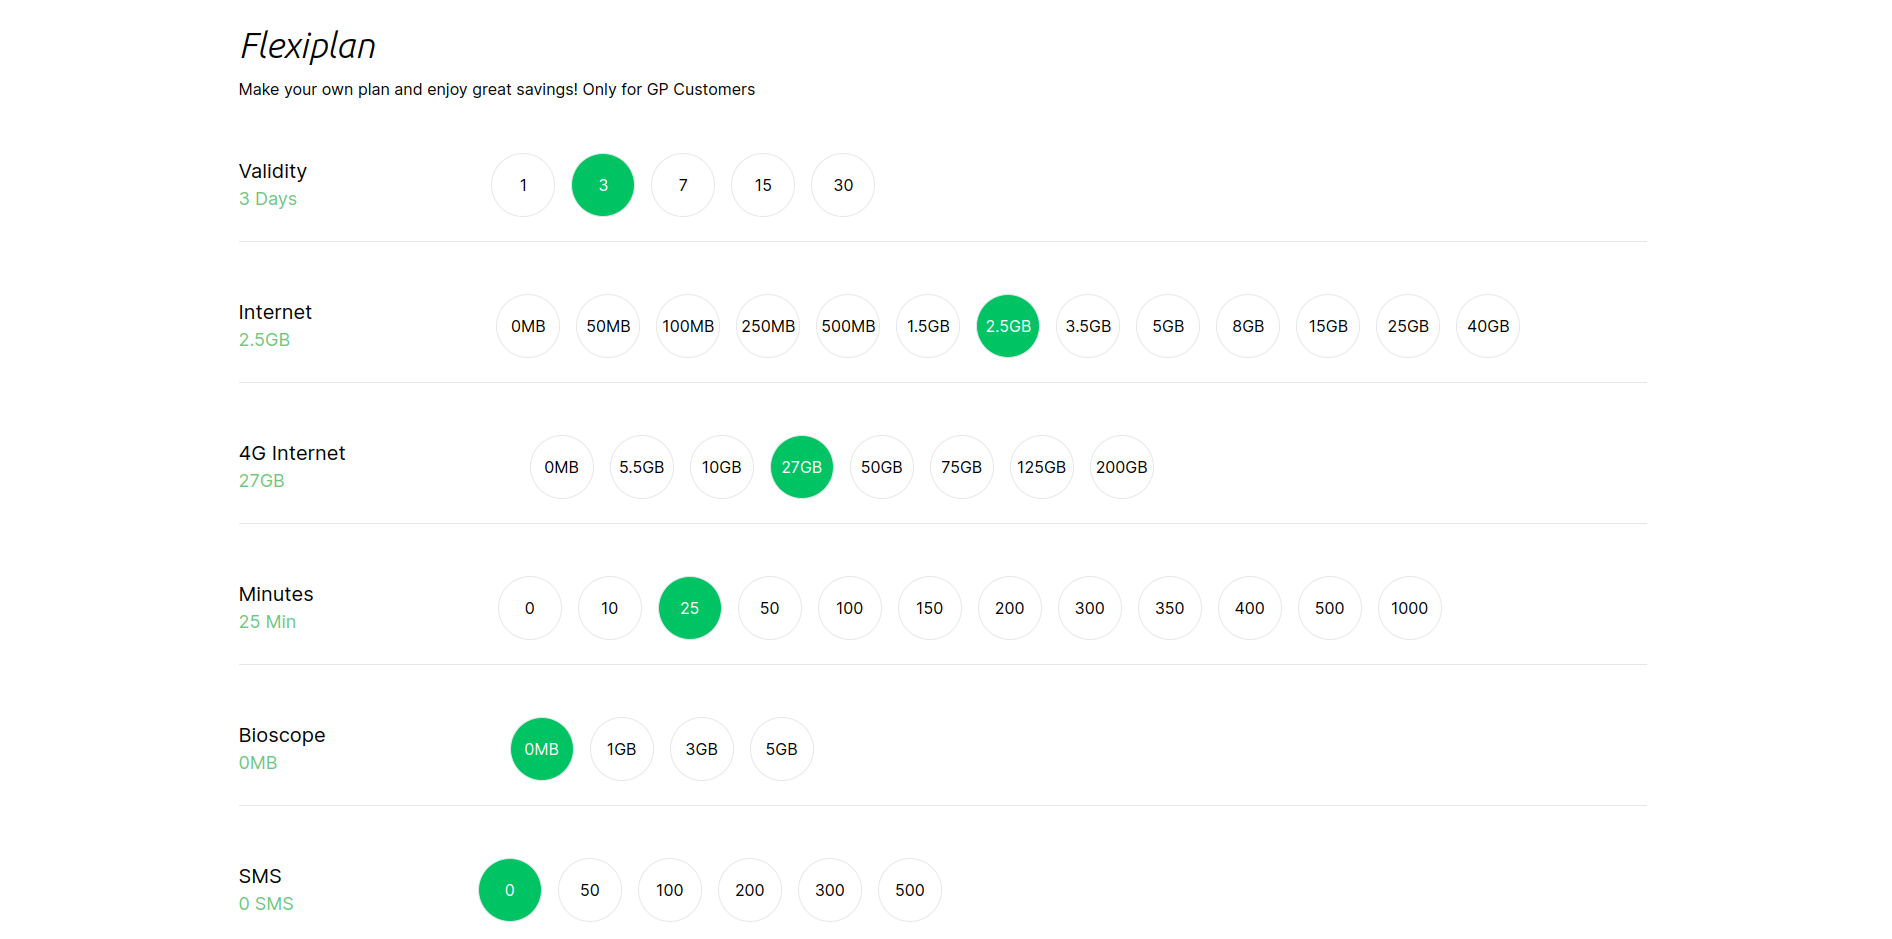 Flexiplan
Make your own plan and enjoy great savings! Only for GP Customers
Validity
3 Days
1 3 7 15 30
Internet
2.5GB
0MB 50MB 100MB 250MB 500MB 1.5GB 2.5GB 3.5GB 5GB 8GB 15GB 25GB 40GB
4G Internet
27GB
0MB 5.5GB 10GB 27GB 50GB 75GB 125GB 200GB
Minutes
25 Min
0 10 25 50 100 150 200 300 350 400 500 1000
Bioscope
0MB
0MB 1GB 3GB 5GB
SMS
0 SMS
0 50 100 200 300 500